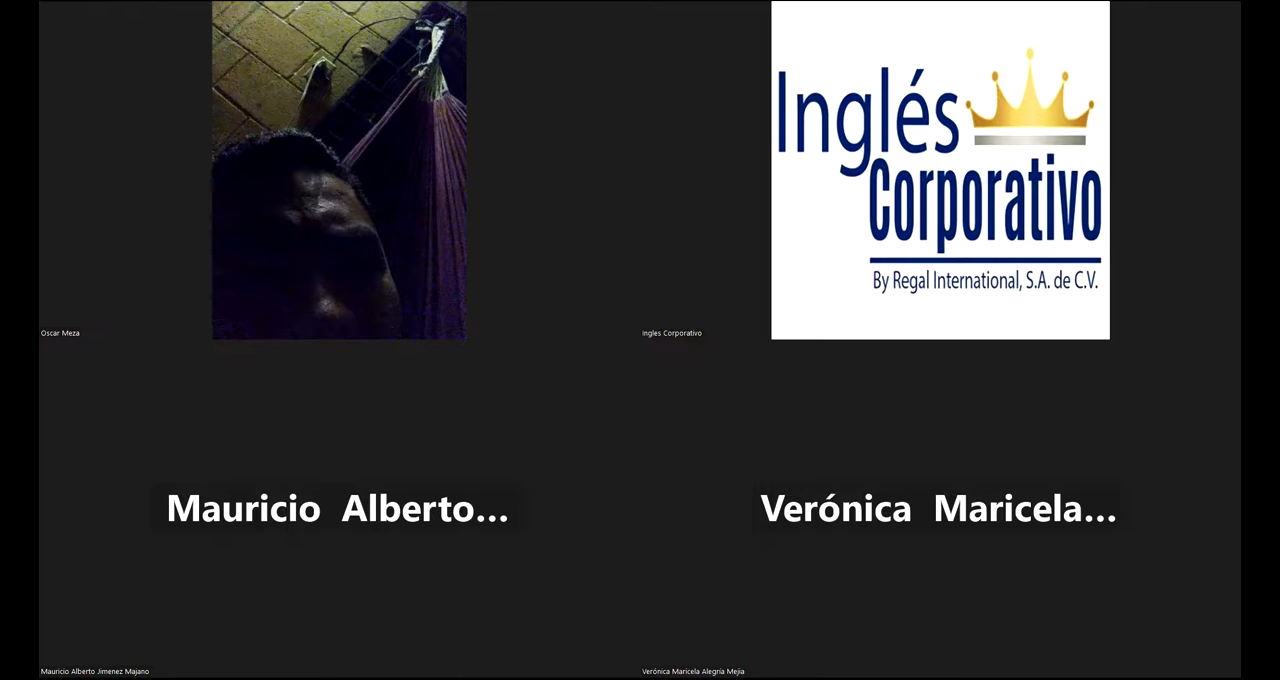 Inglés
Corporativo
By Regal International, S.A. de C.V.
Oscar Meza
Ingles Corporativo
Mauricio Alberto...
Verónica Maricela...
Mauricio Alberto Jimenez Majano
Verónica Maricela Alegría Mejia